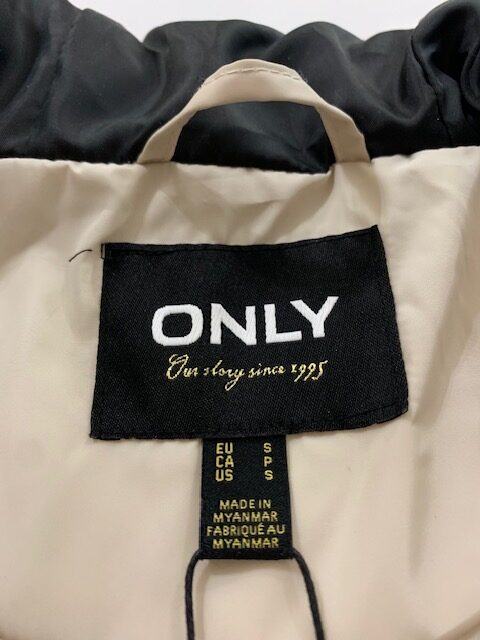 ONLY
Our story since 1995
EU S
CA P
US S
MADE IN
MYANMAR
FABRIQUÉ AU
MYANMAR